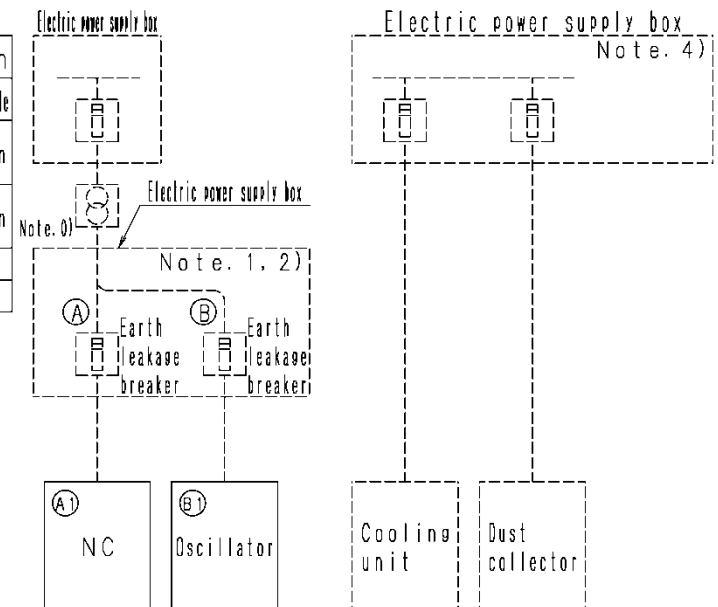 Electric power supply box
Electric power supply box
Note. 4)
n
le
n
n
Electric power supply box
Note. 0)
Note. 1, 2)
A
B
Earth
leakage
breaker
Earth
leakage
breaker
A1
NC
B1
Oscillator
Cooling
unit
Dust
collector